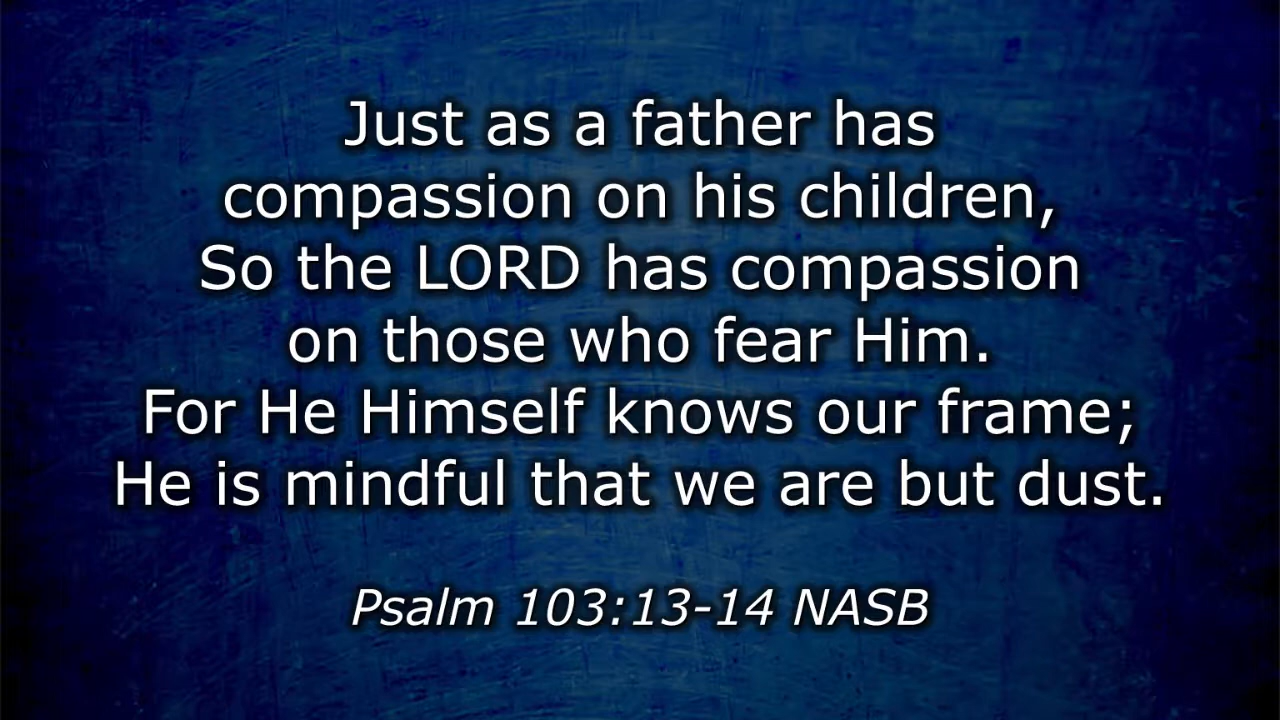 Just as a father has
compassion on his children,
So the LORD has compassion
on those who fear Him.
For He Himself knows our frame;
He is mindful that we are but dust.
Psalm 103:13-14 NASB